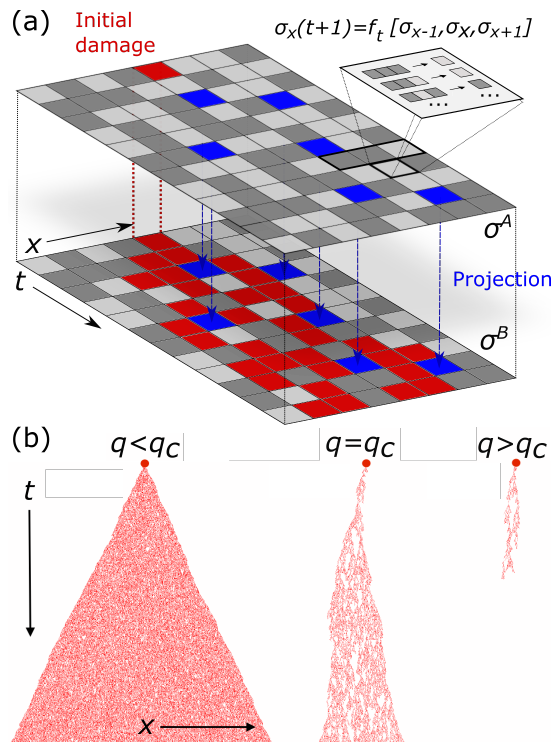 (a)
Initial
damage
σx(t+1)=ft [σx-1,σx,σx+1]
... ...
x
t
σA
Projection
σB
(b)
q<qc
q=qc
q>qc
t
x